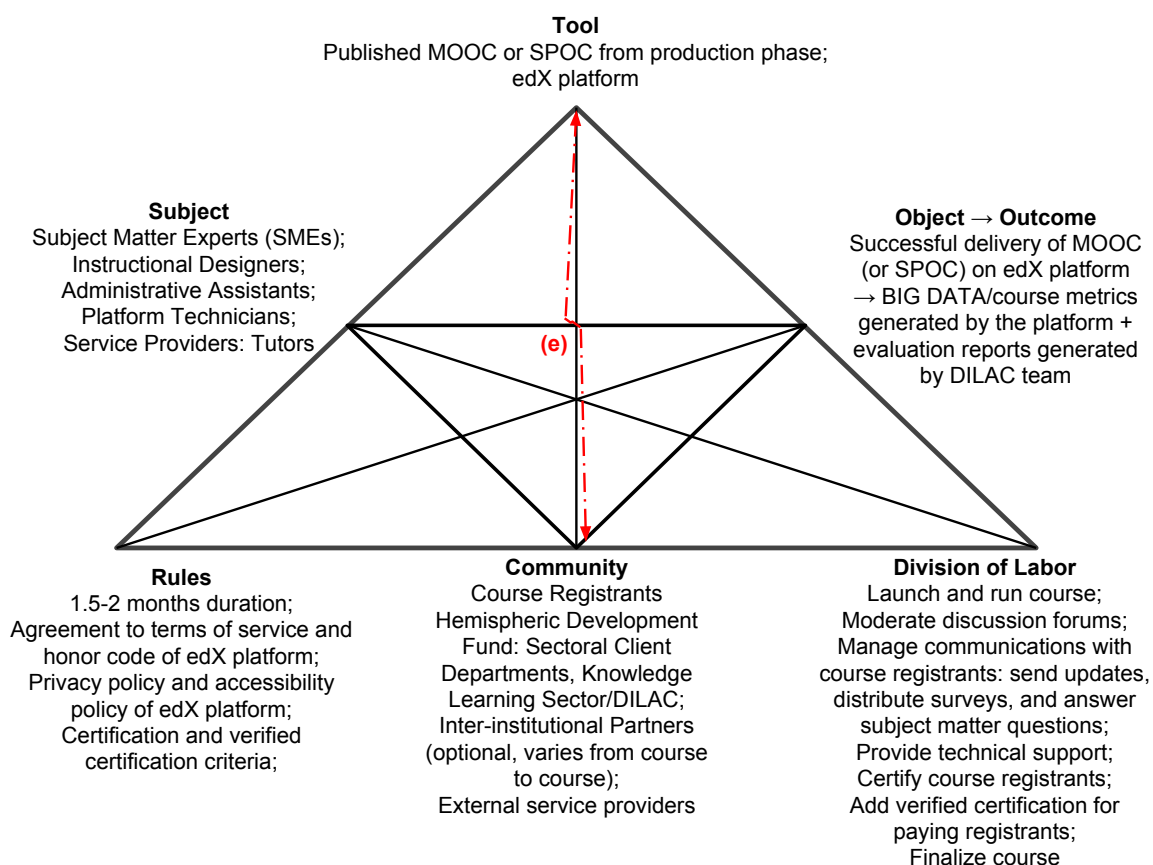 Tool
Published MOOC or SPOC from production phase;
edX platform
Subject
Subject Matter Experts (SMEs);
Instructional Designers;
Administrative Assistants;
Platform Technicians;
Service Providers: Tutors
Object → Outcome
Successful delivery of MOOC
(or SPOC) on edX platform
→ BIG DATA/course metrics
generated by the platform +
evaluation reports generated
by DILAC team
(e)
Rules
1.5-2 months duration;
Agreement to terms of service and
honor code of edX platform;
Privacy policy and accessibility
policy of edX platform;
Certification and verified
certification criteria;
Community
Course Registrants
Hemispheric Development
Fund: Sectoral Client
Departments, Knowledge
Learning Sector/DILAC;
Inter-institutional Partners
(optional, varies from course
to course);
External service providers
Division of Labor
Launch and run course;
Moderate discussion forums;
Manage communications with
course registrants: send updates,
distribute surveys, and answer
subject matter questions;
Provide technical support;
Certify course registrants;
Add verified certification for
paying registrants;
Finalize course